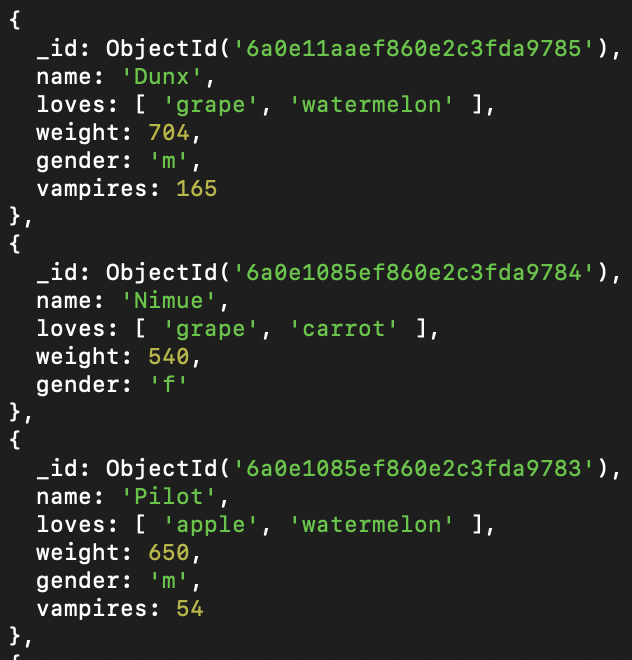 {
  _id: ObjectId('6a0e11aaef860e2c3fda9785'),
  name: 'Dunx',
  loves: [ 'grape', 'watermelon' ],
  weight: 704,
  gender: 'm',
  vampires: 165
},
{
  _id: ObjectId('6a0e1085ef860e2c3fda9784'),
  name: 'Nimue',
  loves: [ 'grape', 'carrot' ],
  weight: 540,
  gender: 'f'
},
{
  _id: ObjectId('6a0e1085ef860e2c3fda9783'),
  name: 'Pilot',
  loves: [ 'apple', 'watermelon' ],
  weight: 650,
  gender: 'm',
  vampires: 54
},
{